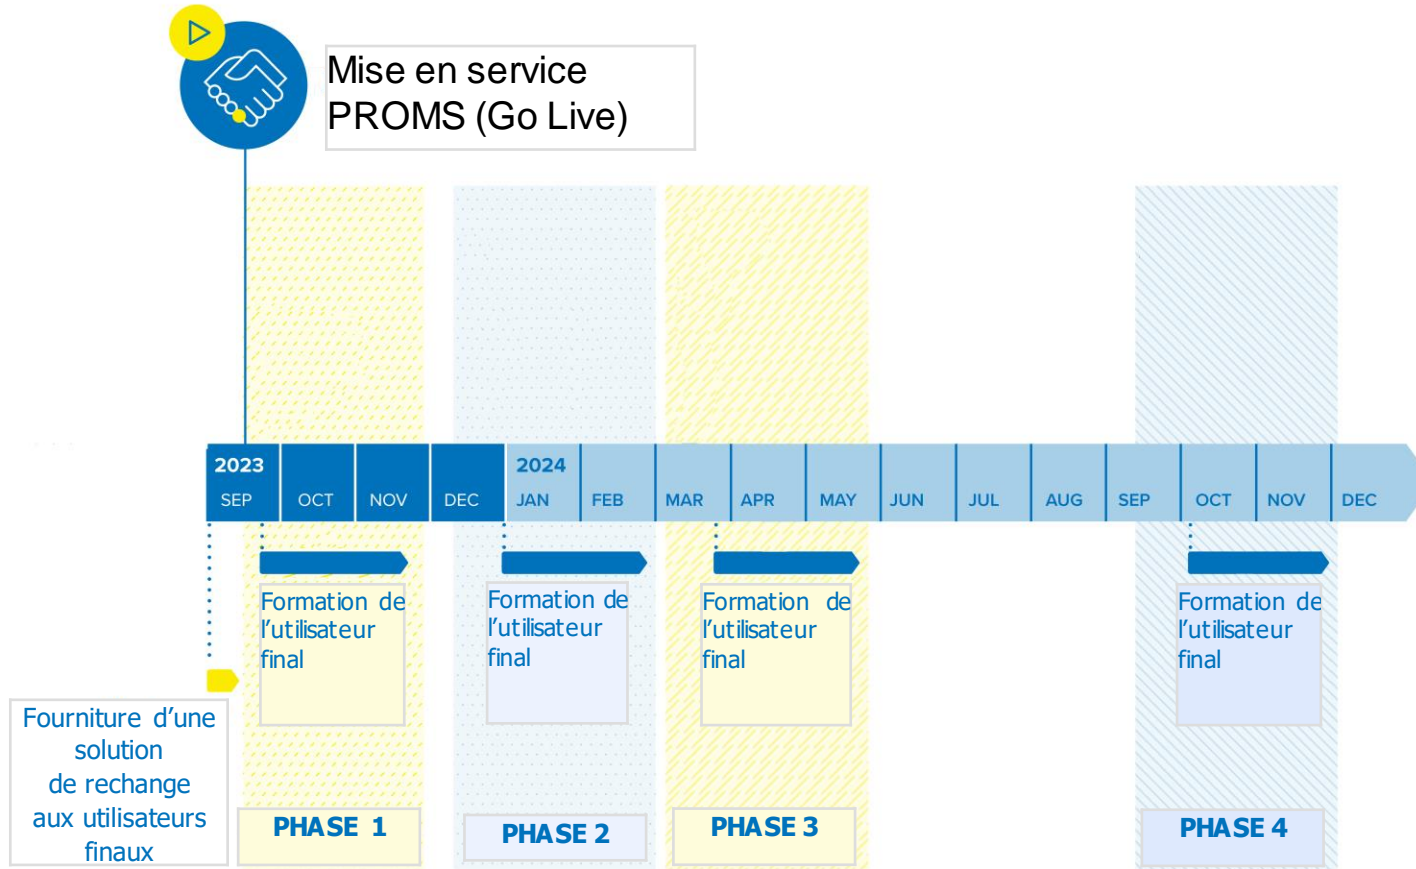 Mise en service
PROMS (Go Live)
2023
2024
SEP
OCT
NOV
DEC
JAN
FEB
MAR
APR
MAY
JUN
JUL
AUG
SEP
OCT
NOV
DEC
Formation de
l’utilisateur
final
Formation de
l’utilisateur
final
Formation de
l’utilisateur
final
Formation de
l’utilisateur
final
Fourniture d’une
solution
de rechange
aux utilisateurs
finaux
PHASE 1
PHASE 2
PHASE 3
PHASE 4